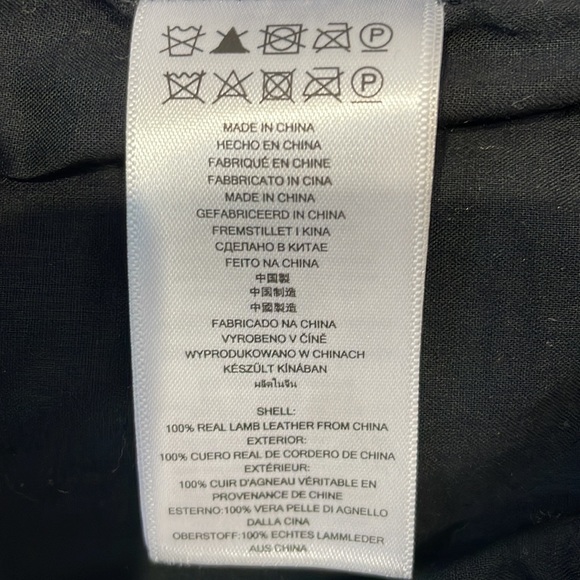 P
P
MADE IN CHINA
HECHO EN CHINA
FABRIQUÉ EN CHINE
FABBRICATO IN CINA
MADE IN CHINA
GEFABRICEERD IN CHINA
FREMSTILLET I KINA
СДЕЛАНО В КИТАЕ
FEITO NA CHINA
中国製
中国制造
中國製造
FABRICADO NA CHINA
VYROBENO V ČÍNĚ
WYPRODUKOWANO W CHINACH
KÉSZÜLT KÍNÁBAN
ผลิตในจีน
SHELL:
100% REAL LAMB LEATHER FROM CHINA
EXTERIOR:
100% CUERO REAL DE CORDERO DE CHINA
EXTÉRIEUR:
100% CUIR D'AGNEAU VÉRITABLE EN
PROVENANCE DE CHINE
ESTERNO:100% VERA PELLE DI AGNELLO
DALLA CINA
OBERSTOFF:100% ECHTES LAMMLEDER
AUS CHINA